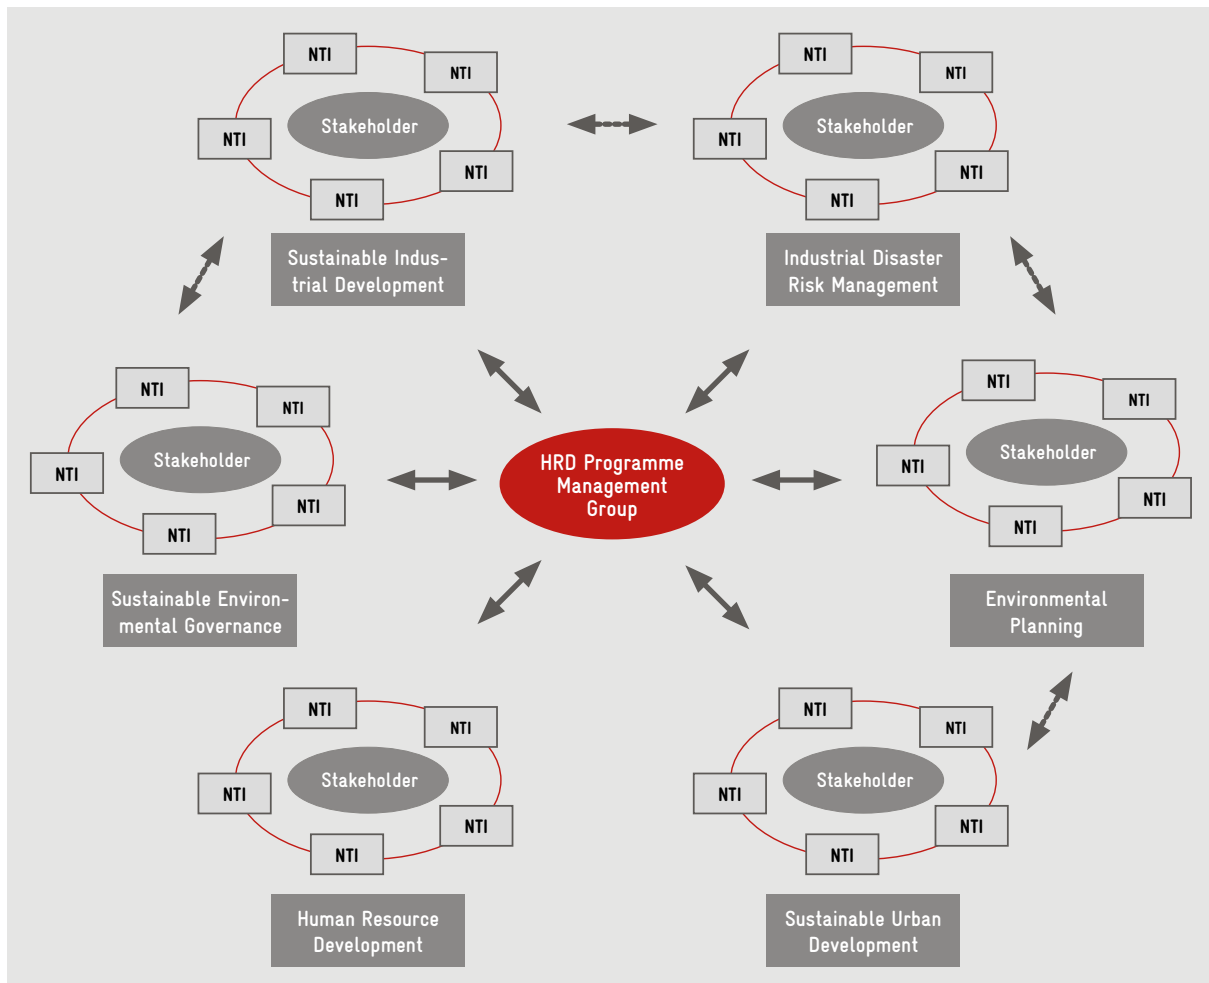 NTI
NTI
Stakeholder
NTI
NTI
NTI
Sustainable Indus-
trial Development
NTI
NTI
Stakeholder
NTI
NTI
NTI
Industrial Disaster
Risk Management
NTI
NTI
Stakeholder
NTI
NTI
NTI
Sustainable Environ-
mental Governance
HRD Programme
Management
Group
NTI
NTI
Stakeholder
NTI
NTI
NTI
Environmental
Planning
NTI
NTI
Stakeholder
NTI
NTI
NTI
Human Resource
Development
NTI
NTI
Stakeholder
NTI
NTI
NTI
Sustainable Urban
Development